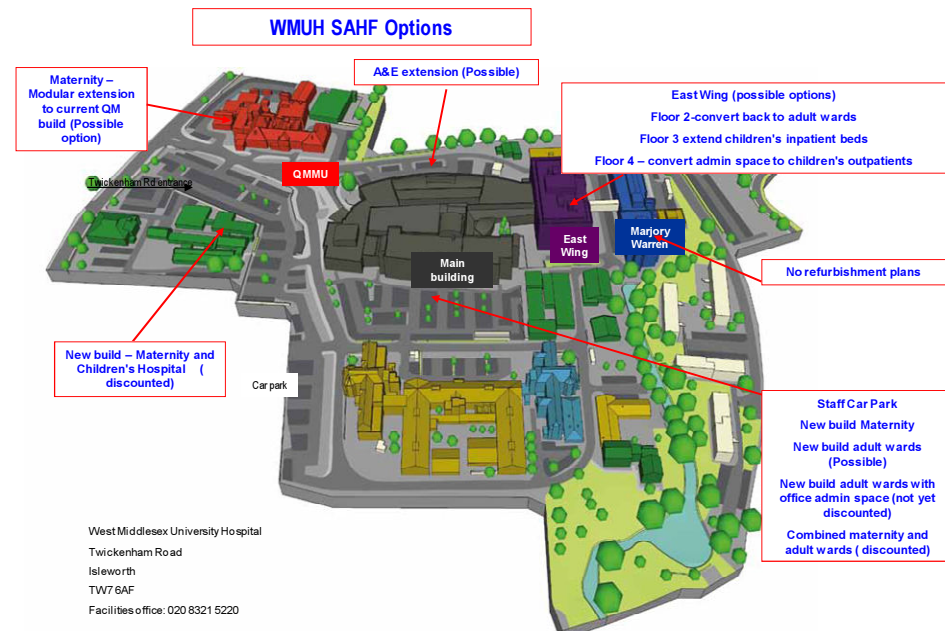 WMUH SAHF Options
Maternity –
Modular extension
to current QM
build (Possible
option)
A&E extension (Possible)
East Wing (possible options)
Floor 2-convert back to adult wards
Floor 3 extend children's inpatient beds
Floor 4 – convert admin space to children's outpatients
QMMU
Twickenham Rd entrance
East
Wing
Marjory
Warren
Main
building
No refurbishment plans
New build – Maternity and
Children's Hospital (
discounted)
Car park
Staff Car Park
New build Maternity
New build adult wards
(Possible)
New build adult wards with
office admin space (not yet
discounted)
Combined maternity and
adult wards ( discounted)
West Middlesex University Hospital
Twickenham Road
Isleworth
TW7 6AF
Facilities office: 020 8321 5220